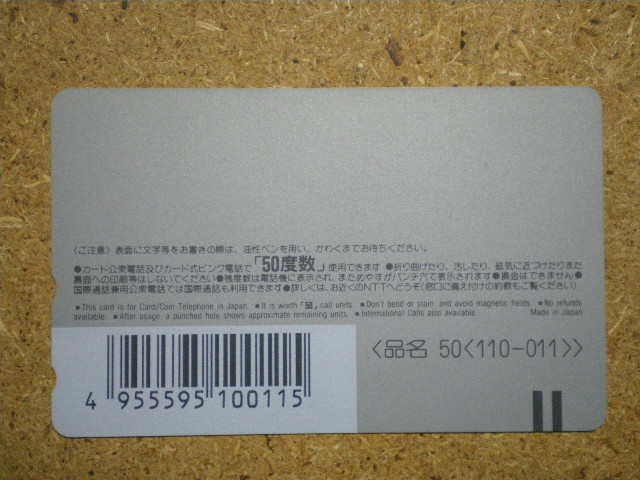 〈ご注意〉表面に文字等をお書きの際は、油性ペンを用い、かわくまでお待ちください。
●カード公衆電話及びカード式ピンク電話で「50度数」使用できます ●折り曲げたり、汚したり、磁気に近づけたりまた
裏面への印刷等はしないでください ●残度数は電話機に表示され、まためやすがパンチ穴で表示されます ●換金はできません ●
国際通話兼用公衆電話では国際通話も利用できます ●詳しくは、お近くのNTTへどうぞ(窓口に備え付けの約款もご覧ください)
■ This card is for Card/Coin Telephone in Japan. ■ It is worth「50」call units ■ Don't bend or stain and avoid magnetic fields. ■ No refunds
available. ■ After usage, a punched hole shows approximate remaining units. ■ International Calls also available. Made in Japan
〈品名 50〈110-011〉〉
4 955595 100115